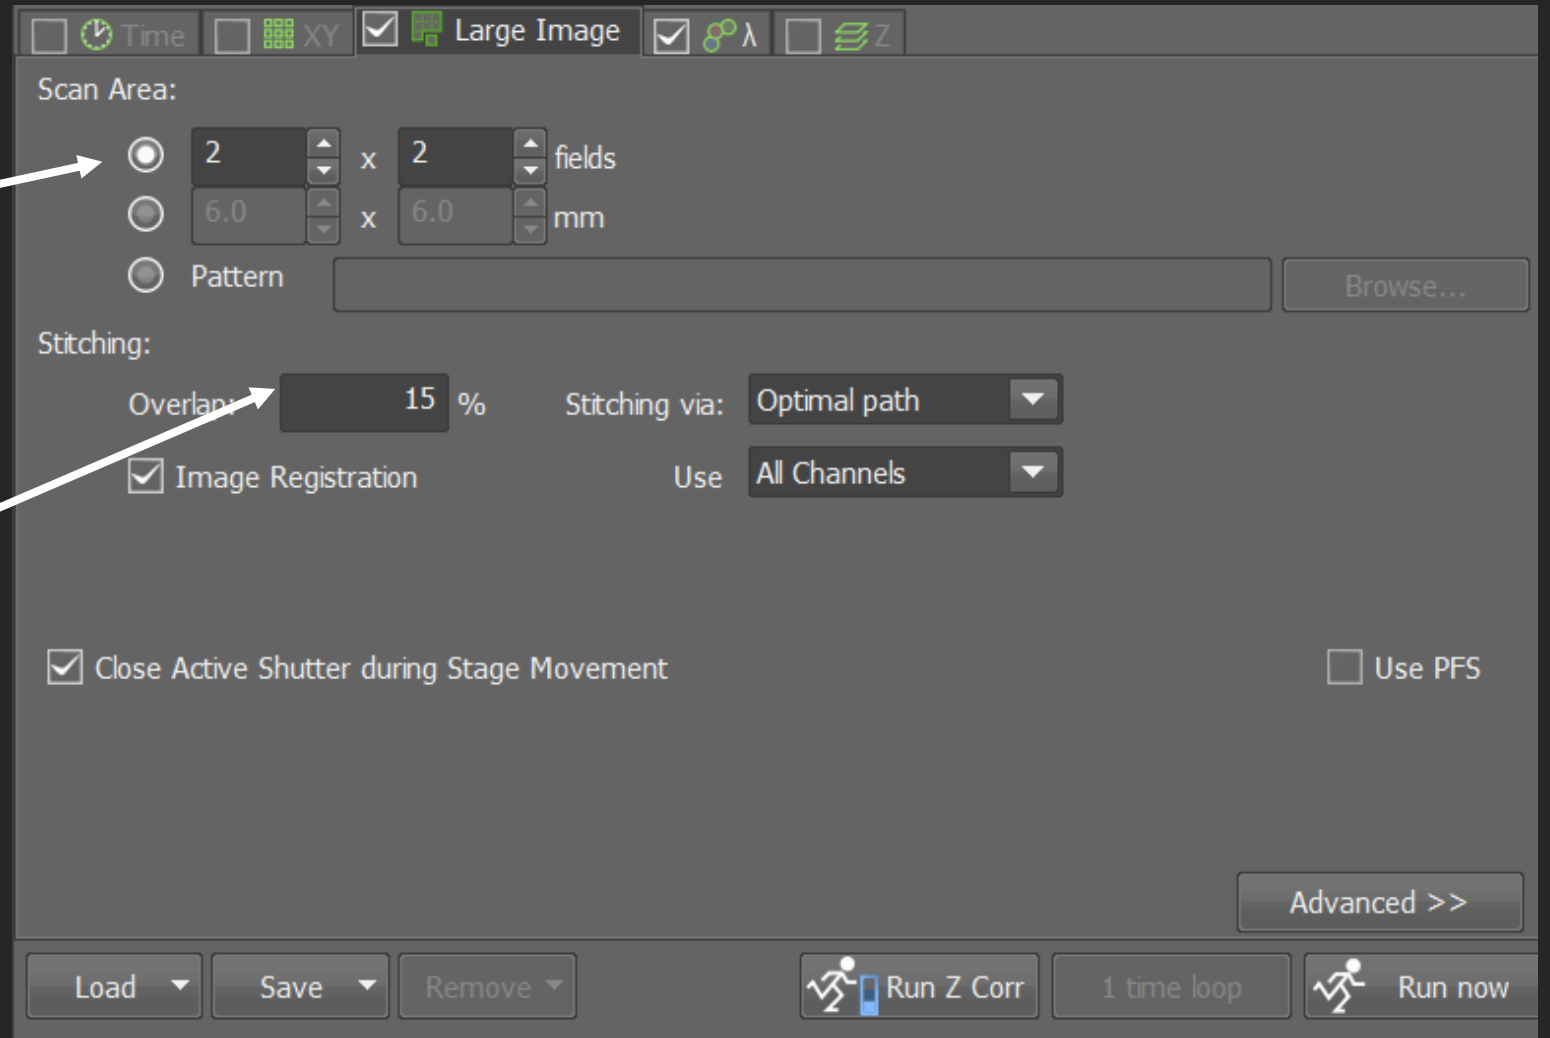 Time XY Large Image λ Z
Scan Area:
2 x 2 fields
6.0 x 6.0 mm
Pattern Browse...
Stitching:
Overlap: 15 % Stitching via: Optimal path
Image Registration Use All Channels
Close Active Shutter during Stage Movement Use PFS
Advanced >>
Load Save Remove Run Z Corr 1 time loop Run now